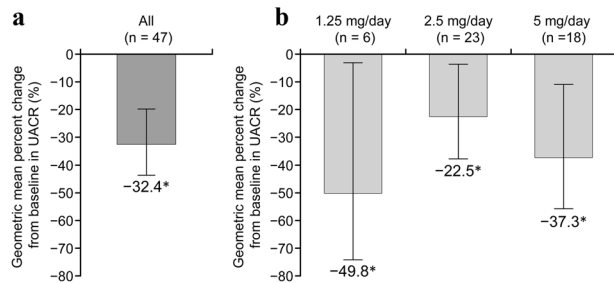 a
All
(n = 47)
Geometric mean percent change
from baseline in UACR (%)
0
−10
−20
−30
−40
−50
−60
−70
−80
−32.4*
b
1.25 mg/day
(n = 6)
2.5 mg/day
(n = 23)
5 mg/day
(n =18)
Geometric mean percent change
from baseline in UACR (%)
0
−10
−20
−30
−40
−50
−60
−70
−80
−49.8*
−22.5*
−37.3*